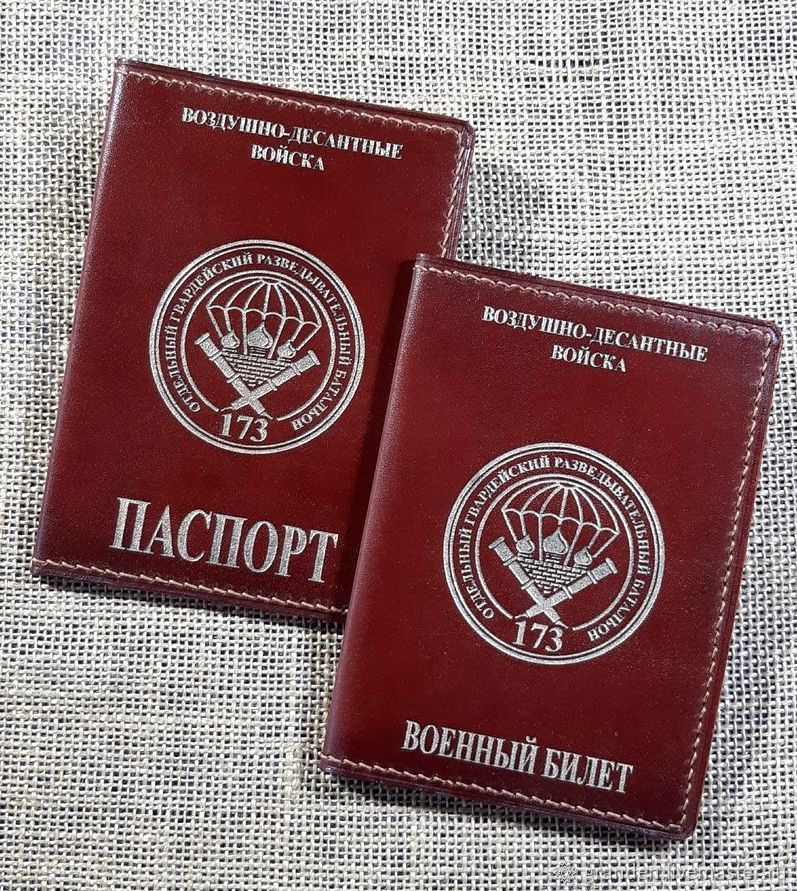 ВОЗДУШНО-ДЕСАНТНЫЕ
ВОЙСКА
ОТДЕЛЬНЫЙ ГВАРДЕЙСКИЙ РАЗВЕДЫВАТЕЛЬНЫЙ БАТАЛЬОН
173
ПАСПОРТ
ВОЗДУШНО-ДЕСАНТНЫЕ
ВОЙСКА
ОТДЕЛЬНЫЙ ГВАРДЕЙСКИЙ РАЗВЕДЫВАТЕЛЬНЫЙ БАТАЛЬОН
173
ВОЕННЫЙ БИЛЕТ